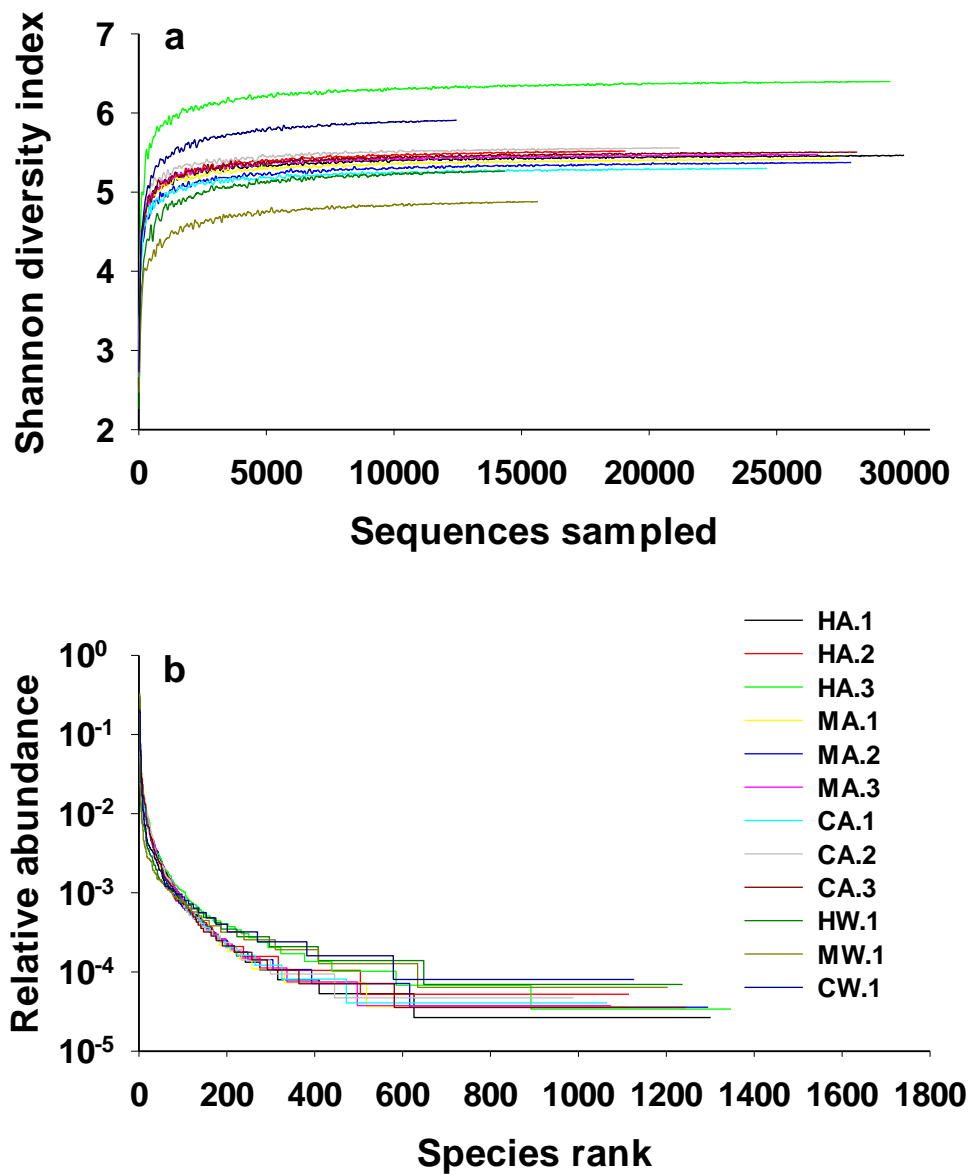 a
Shannon diversity index
7
6
5
4
3
2
0 5000 10000 15000 20000 25000 30000
Sequences sampled
b
Relative abundance
10⁰
10⁻¹
10⁻²
10⁻³
10⁻⁴
10⁻⁵
0 200 400 600 800 1000 1200 1400 1600 1800
Species rank
HA.1
HA.2
HA.3
MA.1
MA.2
MA.3
CA.1
CA.2
CA.3
HW.1
MW.1
CW.1